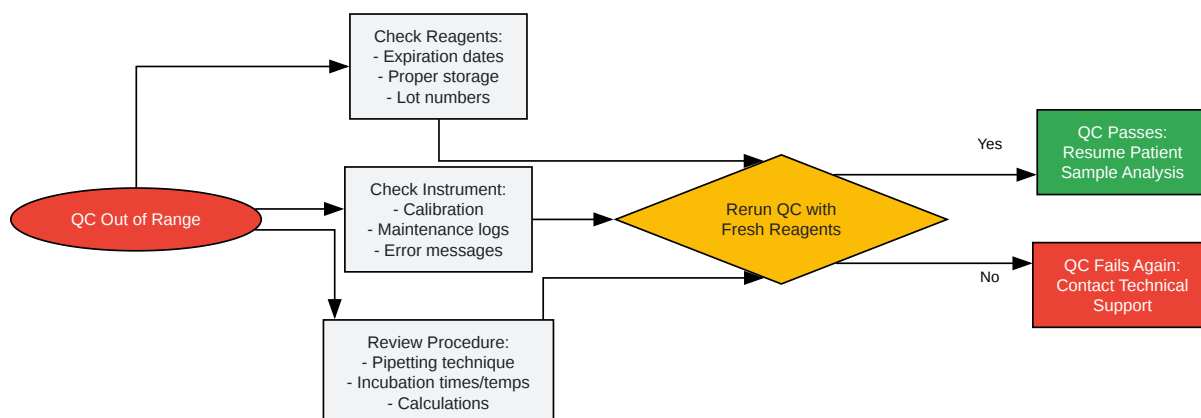 QC Out of Range
Check Reagents:
- Expiration dates
- Proper storage
- Lot numbers
Check Instrument:
- Calibration
- Maintenance logs
- Error messages
Review Procedure:
- Pipetting technique
- Incubation times/temps
- Calculations
Rerun QC with
Fresh Reagents
Yes
QC Passes:
Resume Patient
Sample Analysis
No
QC Fails Again:
Contact Technical
Support